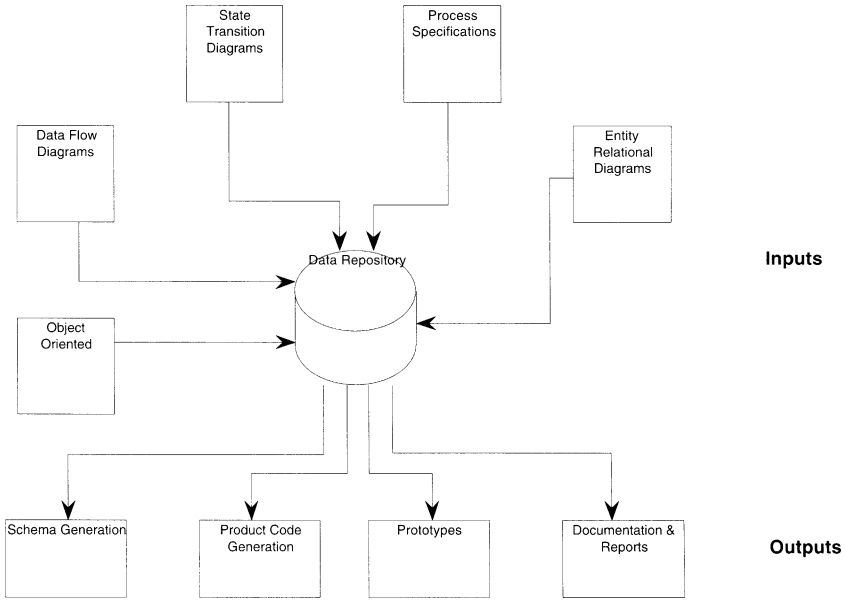 State
Transition
Diagrams
Process
Specifications
Data Flow
Diagrams
Entity
Relational
Diagrams
Data Repository
Inputs
Object
Oriented
Schema Generation
Product Code
Generation
Prototypes
Documentation &
Reports
Outputs